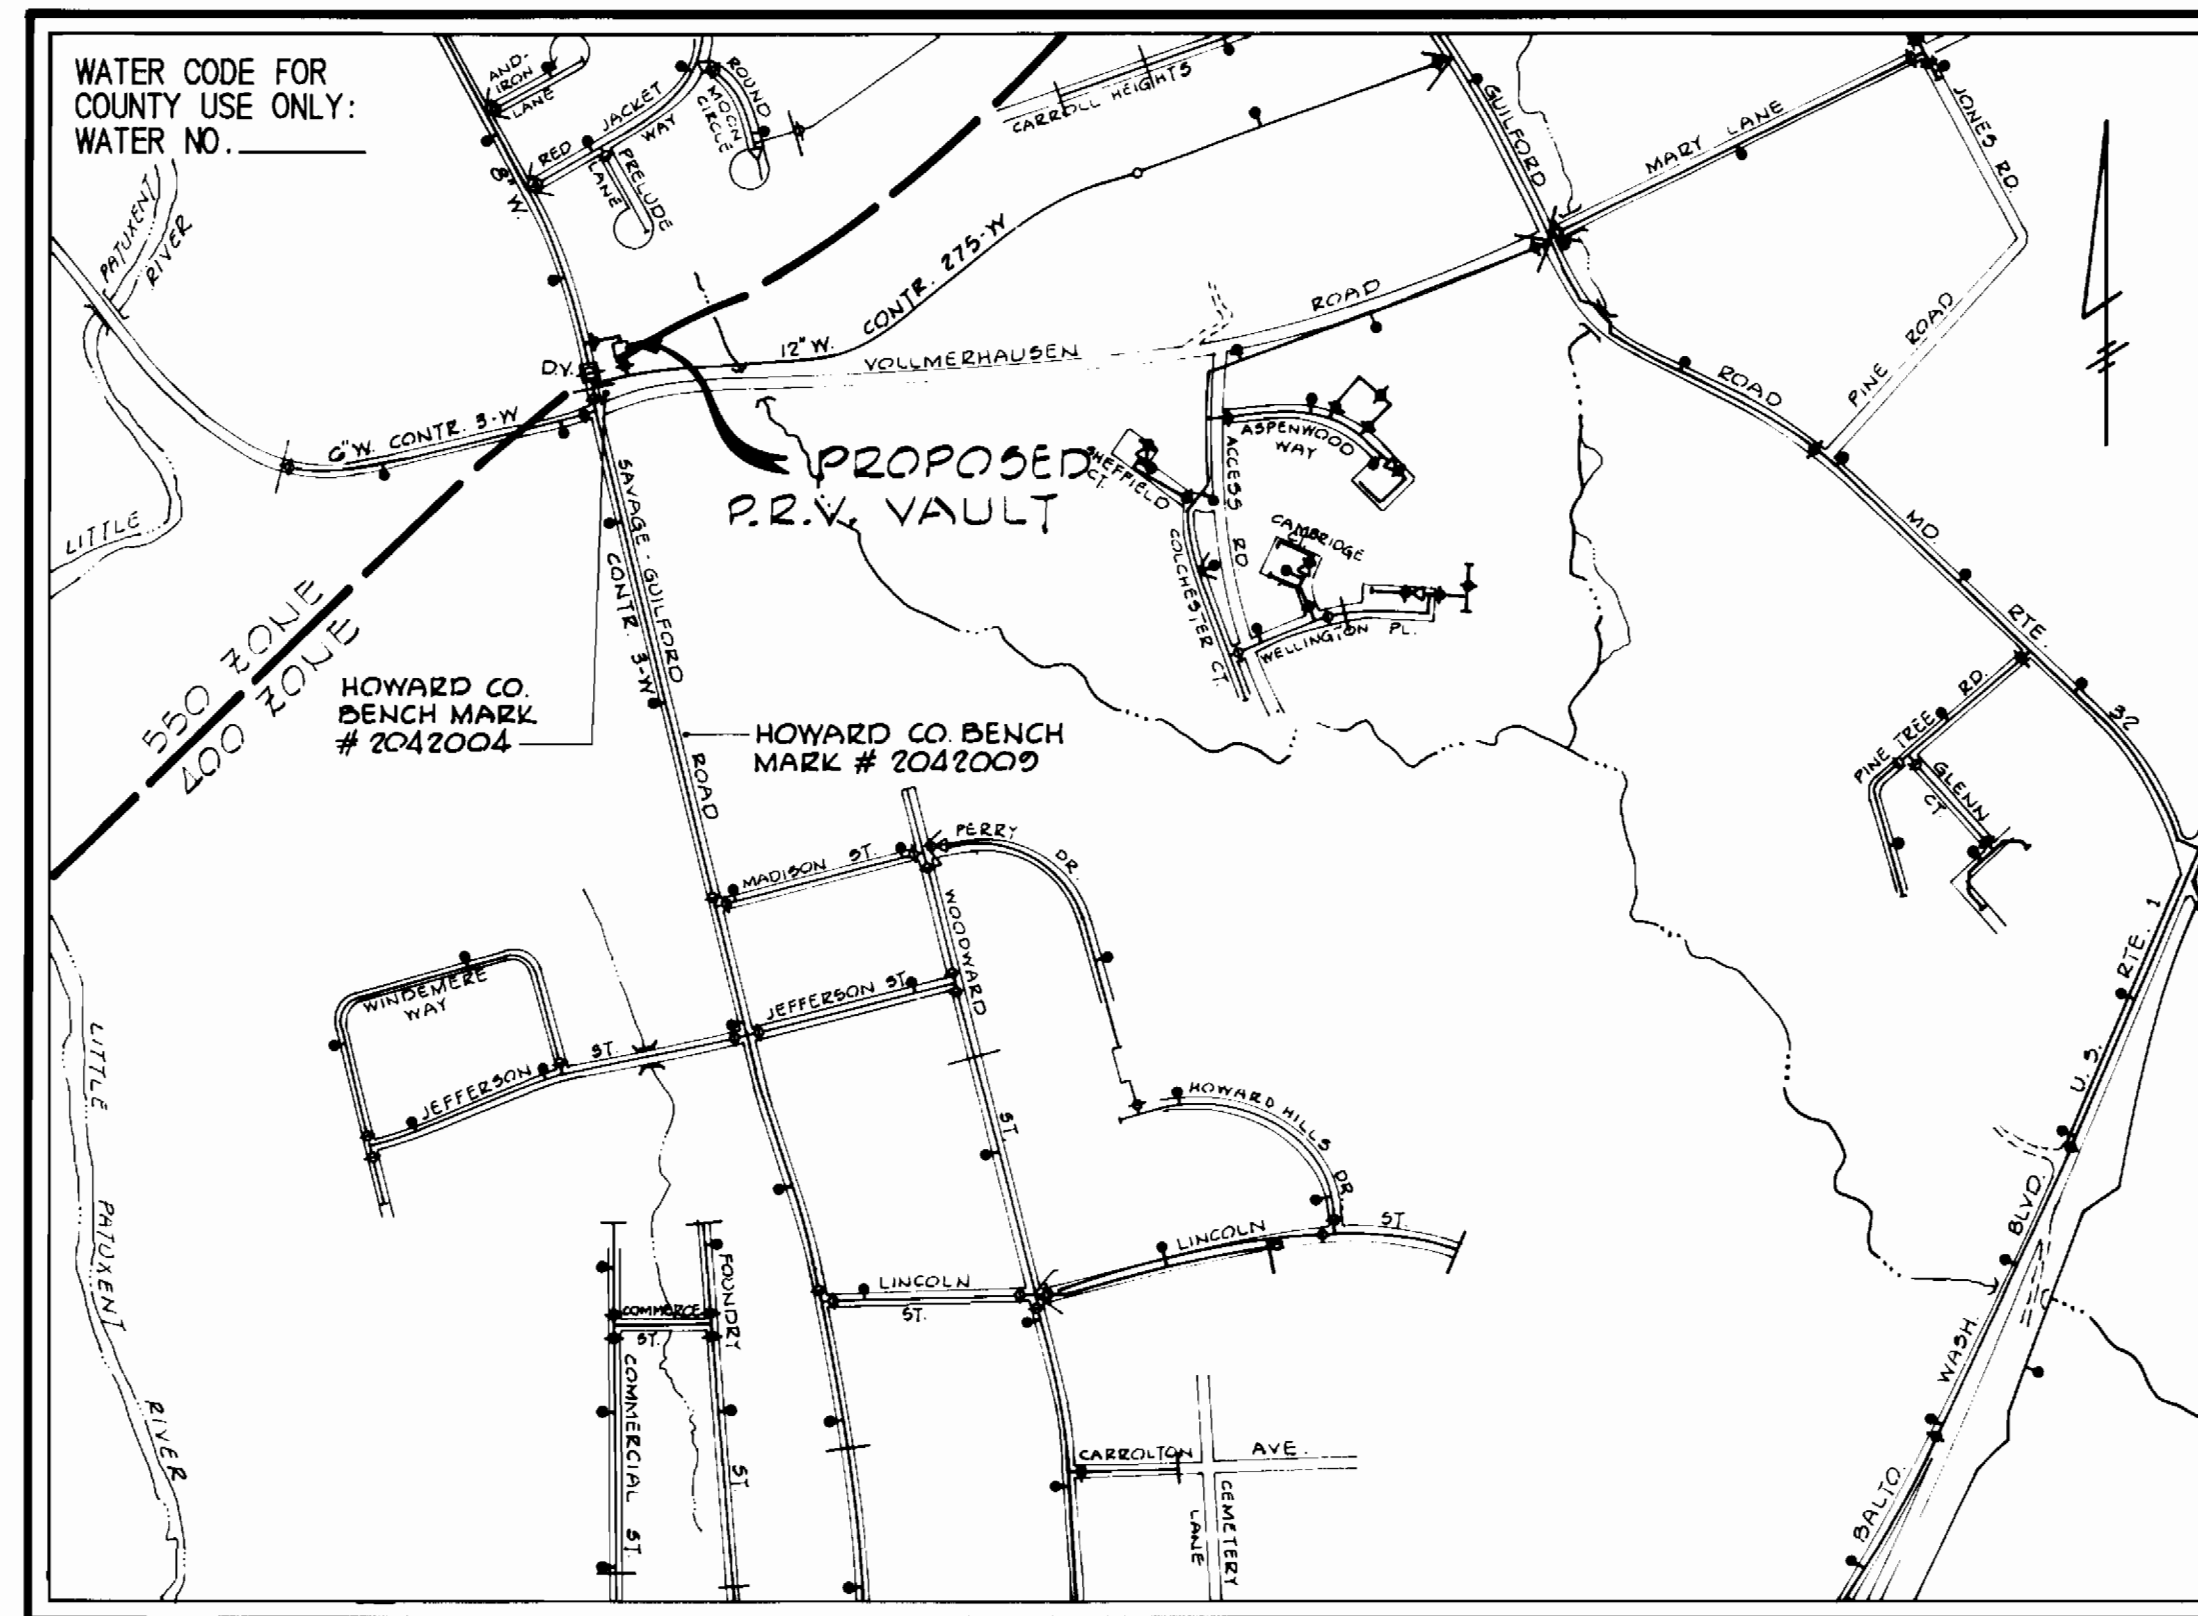 WATER CODE FOR
COUNTY USE ONLY:
WATER NO.
AND-
IRON
LANE
RED JACKET
WAY
ROUND
MOON
CIRCLE
PRELUDE
LANE
8" W.
CARROLL HEIGHTS
GUILFORD
MARY LANE
JONES RD.
PATUXENT
RIVER
CONTR. 275-W
12" W.
D.V.
VOLLMERHAUSEN
ROAD
ROAD
PINE ROAD
6" W. CONTR. 3-W
PROPOSED
P.R.V. VAULT
SHEFFIELD
CT.
ASPENWOOD
WAY
ACCESS
RD.
CAMBRIDGE
CT.
COLCHESTER CT.
WELLINGTON PL.
LITTLE
SAVAGE - GUILFORD
CONTR. 3-W
ROAD
MD.
RTE.
32
550 ZONE
400 ZONE
HOWARD CO.
BENCH MARK
# 2042004
HOWARD CO. BENCH
MARK # 2042009
PINE TREE RD.
GLENN
CT.
MADISON ST.
PERRY
DR.
WOODWARD
ST.
WINDEMERE
WAY
JEFFERSON ST.
JEFFERSON ST.
U. S. RTE. 1
HOWARD HILLS
DR.
LINCOLN ST.
LINCOLN
ST.
LITTLE
PATUXENT
RIVER
FOUNDRY
ST.
COMMERCE
ST.
COMMERCIAL ST.
CARROLTON AVE.
CEMETERY
LANE
BALTO. WASH. BLVD.